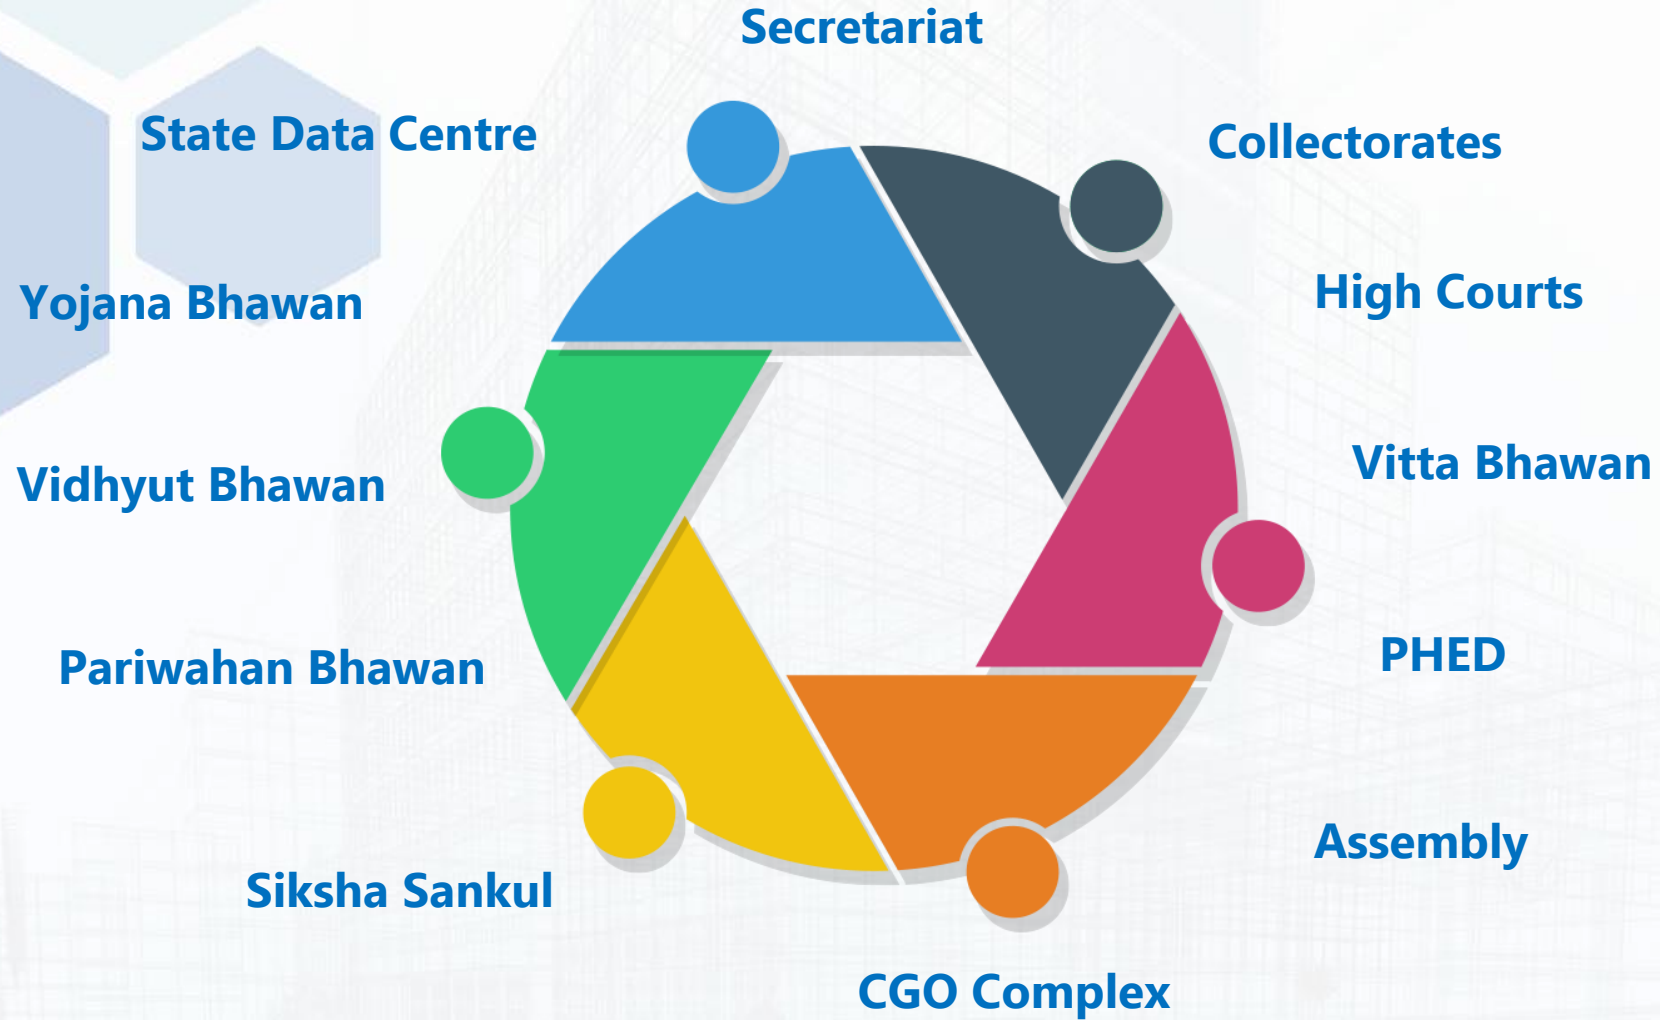 Secretariat
State Data Centre
Collectorates
Yojana Bhawan
High Courts
Vidhyut Bhawan
Vitta Bhawan
Pariwahan Bhawan
PHED
Siksha Sankul
Assembly
CGO Complex